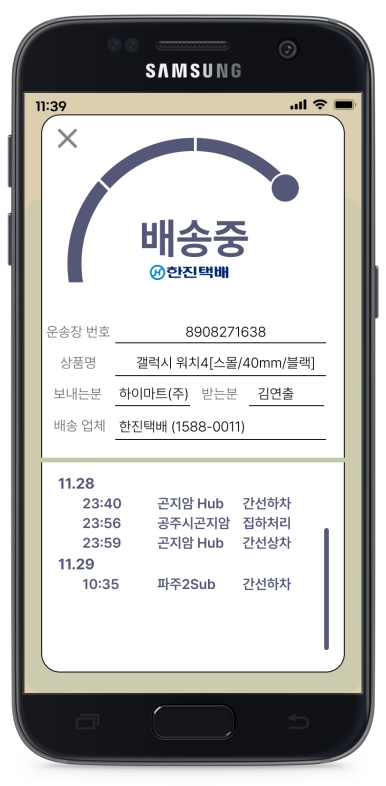 SAMSUNG
11:39
배송중
한진택배
운송장 번호 8908271638
상품명 갤럭시 워치4[스몰/40mm/블랙]
보내는분 하이마트(주) 받는분 김연출
배송 업체 한진택배 (1588-0011)
11.28
23:40 곤지암 Hub 간선하차
23:56 공주시곤지암 집하처리
23:59 곤지암 Hub 간선상차
11.29
10:35 파주2Sub 간선하차